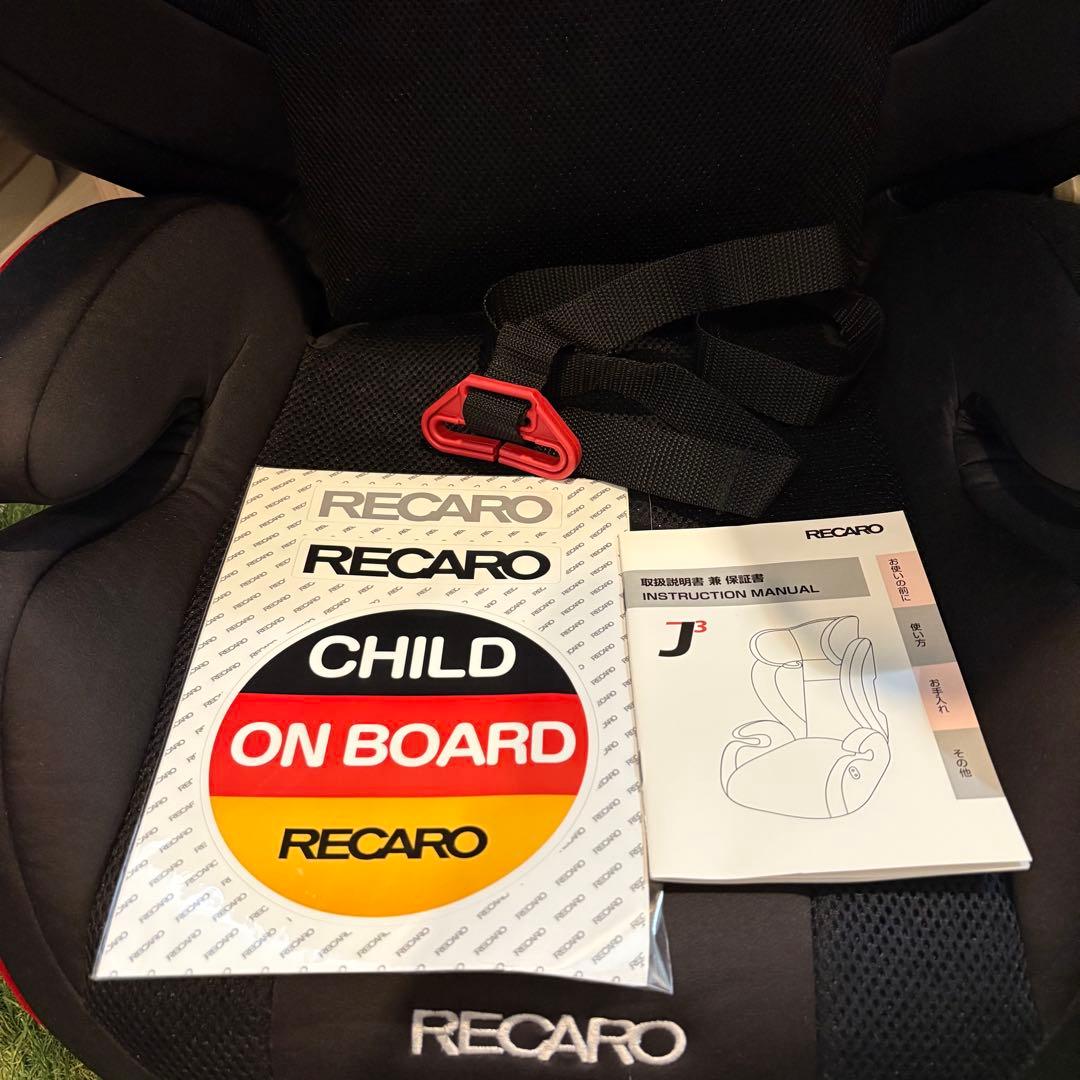 RECARO
RECARO
CHILD
ON BOARD
RECARO
RECARO
取扱説明書 兼 保証書
INSTRUCTION MANUAL
J3
お使いの前に
使い方
お手入れ
その他
RECARO